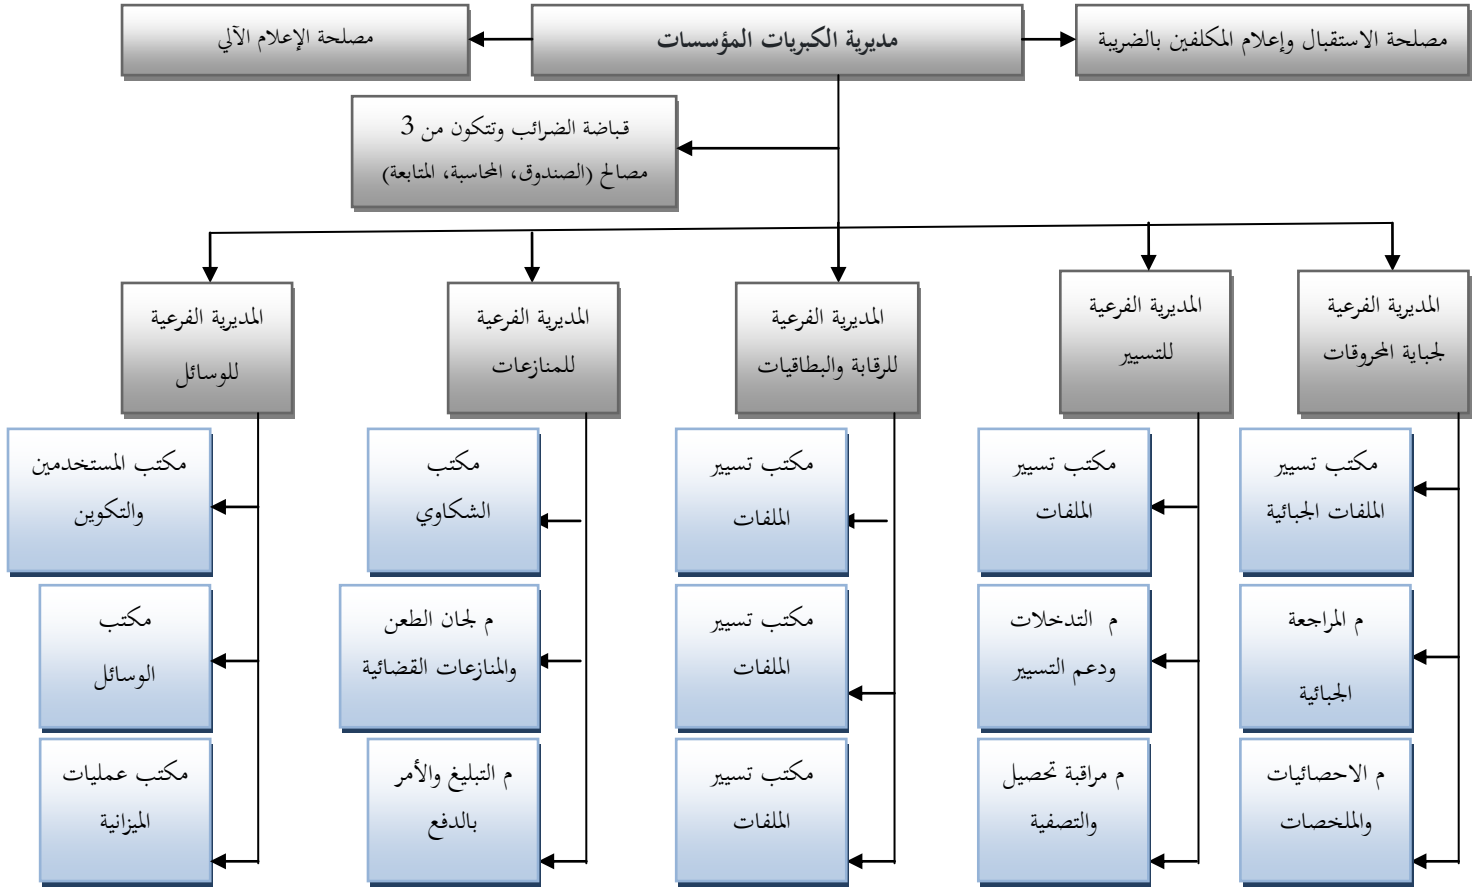 مصلحة الاستقبال وإعلام المكلفين بالضريبة
مديرية الكبريات المؤسسات
مصلحة الإعلام الآلي
قباضة الضرائب وتتكون من 3
مصالح (الصندوق، المحاسبة، المتابعة)
المديرية الفرعية
لجباية المحروقات
المديرية الفرعية
للتسيير
المديرية الفرعية
للرقابة والبطاقيات
المديرية الفرعية
للمنازعات
المديرية الفرعية
للوسائل
مكتب تسيير
الملفات الجبائية
مكتب تسيير
الملفات
مكتب تسيير
الملفات
مكتب
الشكاوي
مكتب المستخدمين
والتكوين
م المراجعة
الجبائية
م التدخلات
ودعم التسيير
مكتب تسيير
الملفات
م لجان الطعن
والمنازعات القضائية
مكتب
الوسائل
م الاحصائيات
والملخصات
م مراقبة تحصيل
والتصفية
مكتب تسيير
الملفات
م التبليغ والأمر
بالدفع
مكتب عمليات
الميزانية